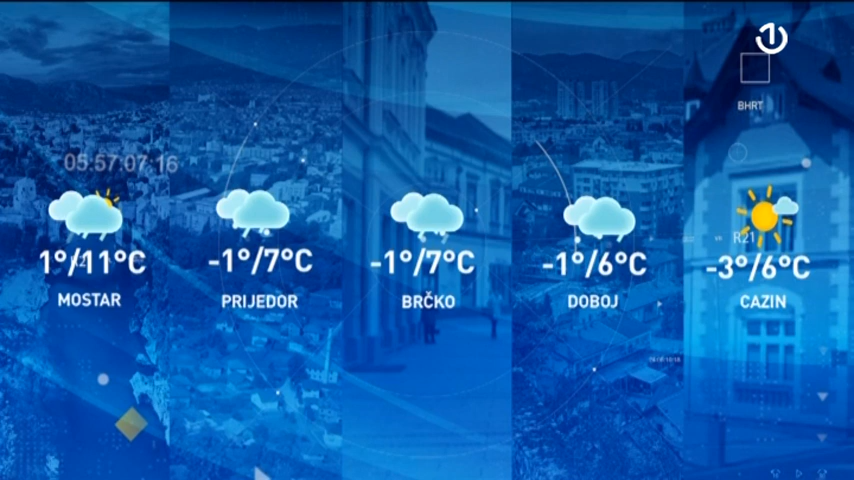 BHRT
05:57:07:16
R21
1°/11°C
-1°/7°C
-1°/7°C
-1°/6°C
-3°/6°C
MOSTAR
PRIJEDOR
BRČKO
DOBOJ
CAZIN